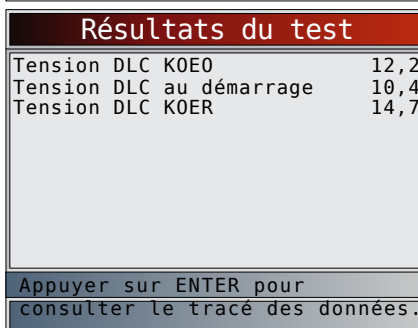 Résultats du test
Tension DLC KOEO 12,2
Tension DLC au démarrage 10,4
Tension DLC KOER 14,7
Appuyer sur ENTER pour
consulter le tracé des données.